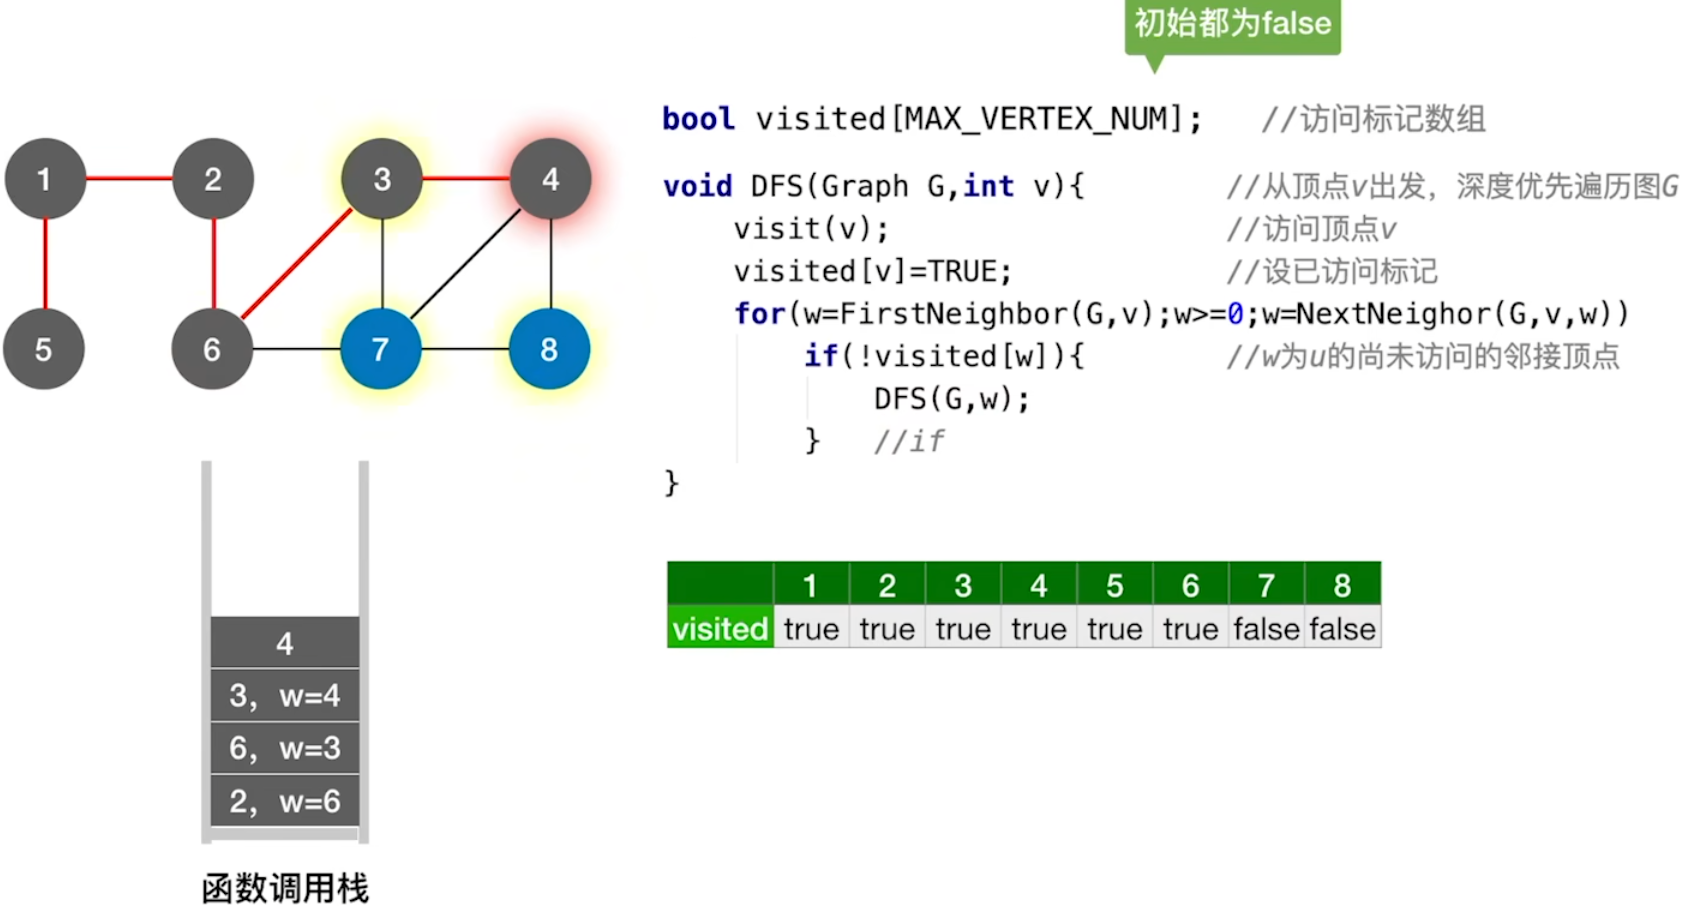 初始都为false
bool visited[MAX_VERTEX_NUM];   //访问标记数组
void DFS(Graph G,int v){   //从顶点v出发，深度优先遍历图G
visit(v);   //访问顶点v
visited[v]=TRUE;   //设已访问标记
for(w=FirstNeighbor(G,v);w>=0;w=NextNeighor(G,v,w))
if(!visited[w]){   //w为u的尚未访问的邻接顶点
DFS(G,w);
}   //if
}
1 2 3 4
5 6 7 8
4
3, w=4
6, w=3
2, w=6
函数调用栈
1 2 3 4 5 6 7 8
visited true true true true true true false false